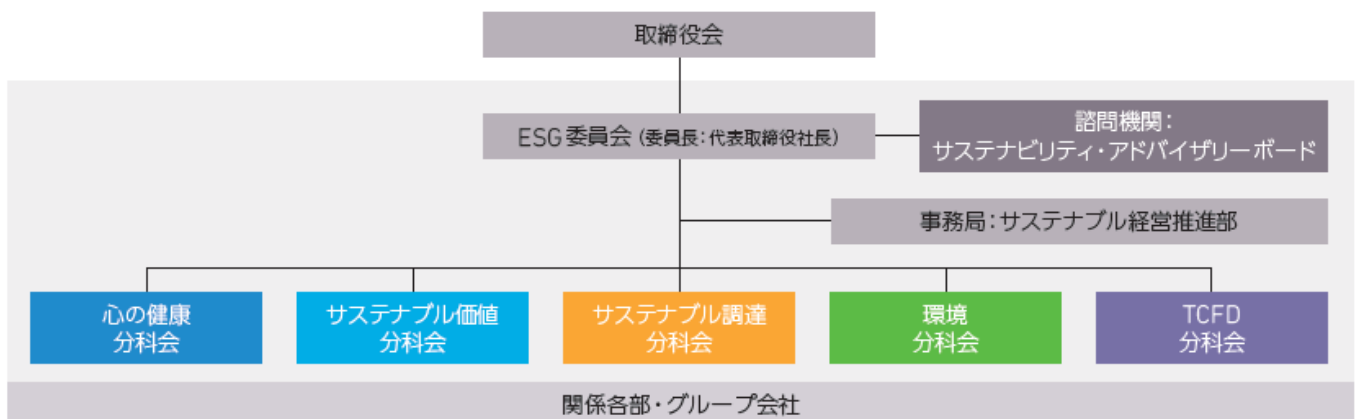 取締役会
ESG委員会（委員長：代表取締役社長）
諮問機関：
サステナビリティ・アドバイザリーボード
事務局：サステナブル経営推進部
心の健康
分科会
サステナブル価値
分科会
サステナブル調達
分科会
環境
分科会
TCFD
分科会
関係各部・グループ会社